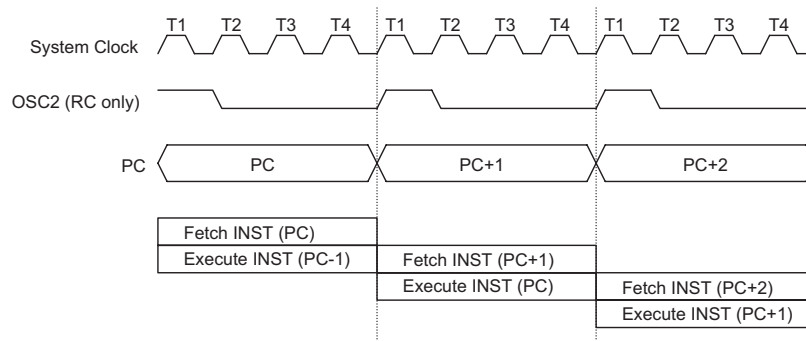 T1 T2 T3 T4 T1 T2 T3 T4 T1 T2 T3 T4
System Clock
OSC2 (RC only)
PC PC PC+1 PC+2
Fetch INST (PC)
Execute INST (PC-1) Fetch INST (PC+1)
Execute INST (PC) Fetch INST (PC+2)
Execute INST (PC+1)